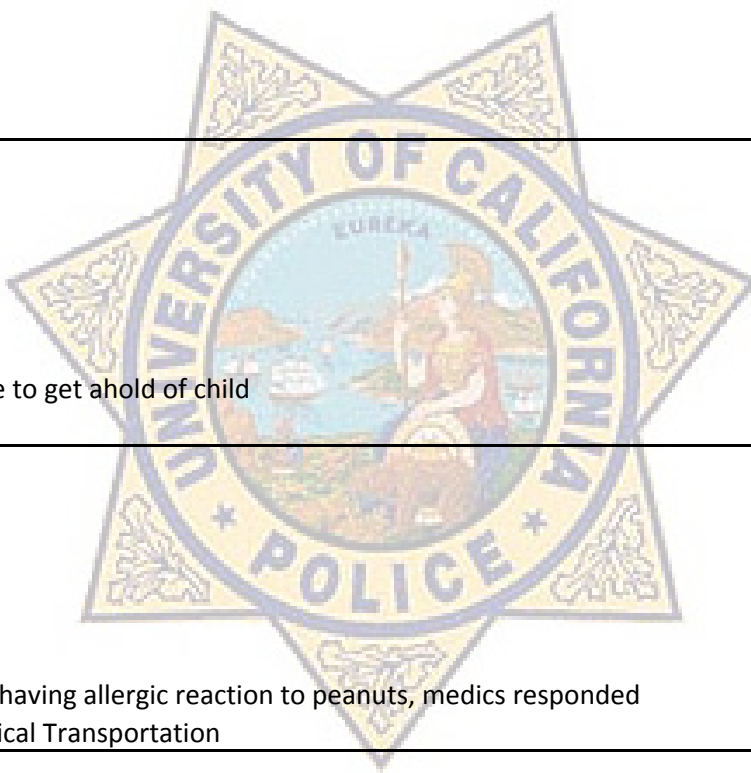 UNIVERSITY OF CALIFORNIA
EUREKA
e to get ahold of child
POLICE
having allergic reaction to peanuts, medics responded
ical Transportation